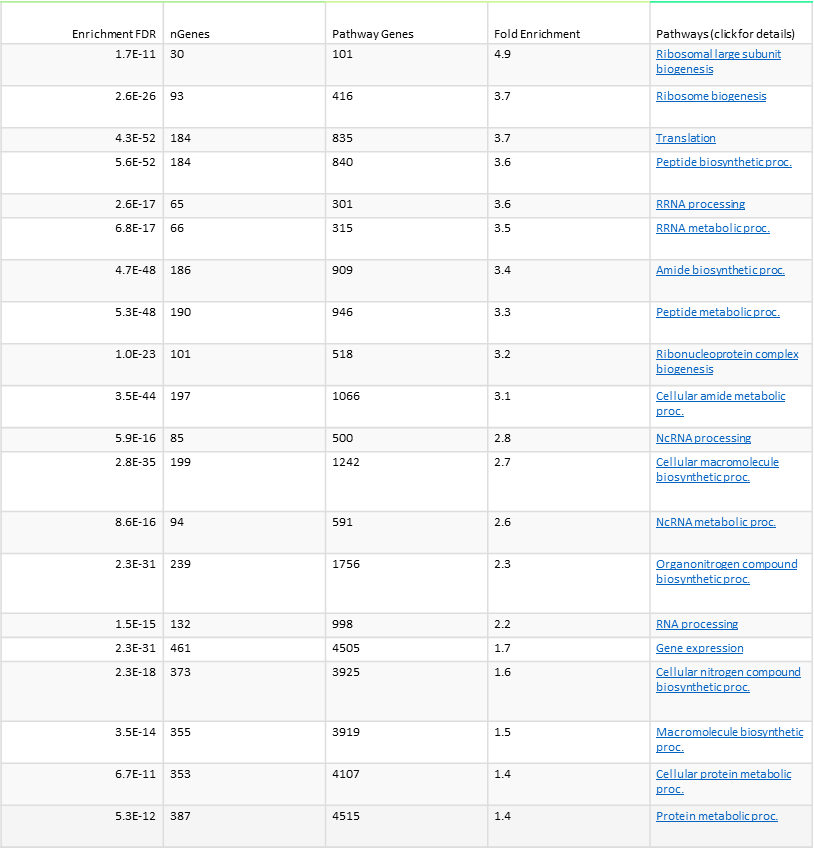 Enrichment FDR nGenes Pathway Genes Fold Enrichment Pathways (click for details)
1.7E-11 30 101 4.9 Ribosomal large subunit
biogenesis
2.6E-26 93 416 3.7 Ribosome biogenesis
4.3E-52 184 835 3.7 Translation
5.6E-52 184 840 3.6 Peptide biosynthetic proc.
2.6E-17 65 301 3.6 RRNA processing
6.8E-17 66 315 3.5 RRNA metabolic proc.
4.7E-48 186 909 3.4 Amide biosynthetic proc.
5.3E-48 190 946 3.3 Peptide metabolic proc.
1.0E-23 101 518 3.2 Ribonucleoprotein complex
biogenesis
3.5E-44 197 1066 3.1 Cellular amide metabolic
proc.
5.9E-16 85 500 2.8 NcRNA processing
2.8E-35 199 1242 2.7 Cellular macromolecule
biosynthetic proc.
8.6E-16 94 591 2.6 NcRNA metabolic proc.
2.3E-31 239 1756 2.3 Organonitrogen compound
biosynthetic proc.
1.5E-15 132 998 2.2 RNA processing
2.3E-31 461 4505 1.7 Gene expression
2.3E-18 373 3925 1.6 Cellular nitrogen compound
biosynthetic proc.
3.5E-14 355 3919 1.5 Macromolecule biosynthetic
proc.
6.7E-11 353 4107 1.4 Cellular protein metabolic
proc.
5.3E-12 387 4515 1.4 Protein metabolic proc.